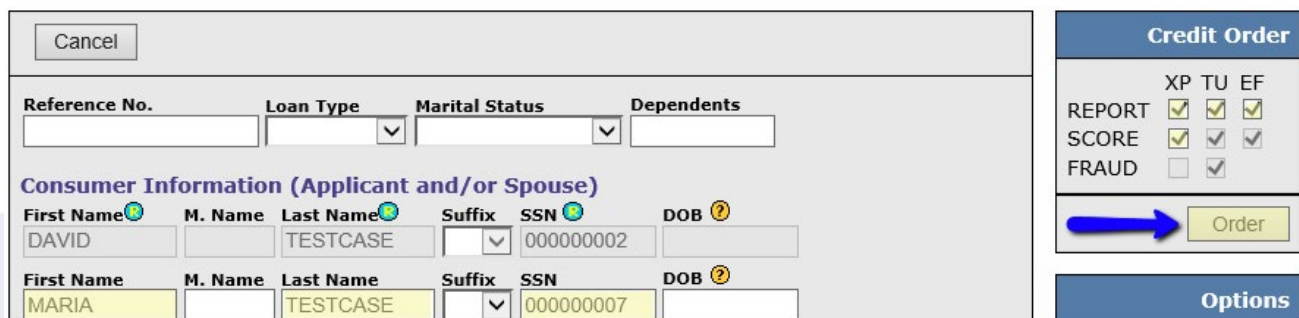 Cancel
Reference No. Loan Type Marital Status Dependents
Consumer Information (Applicant and/or Spouse)
First Name R M. Name Last Name R Suffix SSN R DOB ?
DAVID TESTCASE 000000002
First Name M. Name Last Name Suffix SSN DOB ?
MARIA TESTCASE 000000007
Credit Order
XP TU EF
REPORT
SCORE
FRAUD
Order
Options